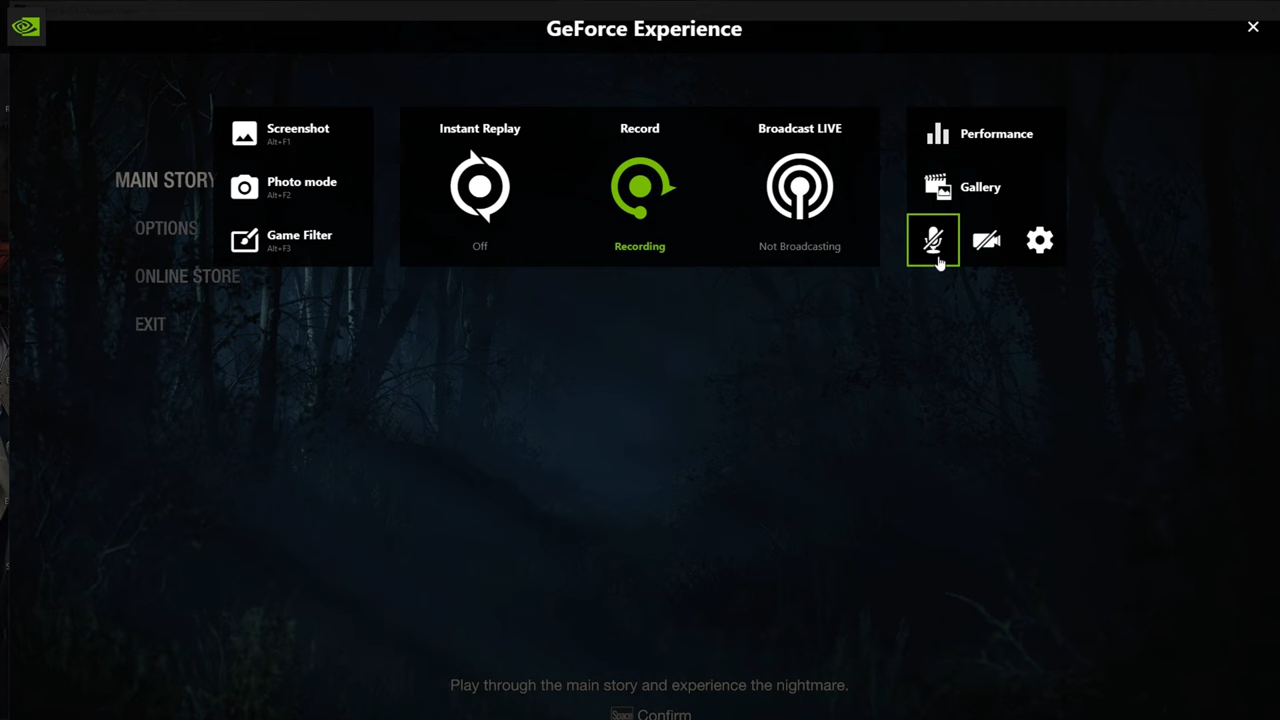 GeForce Experience
Screenshot
Alt+F1
Photo mode
Alt+F2
Game Filter
Alt+F3
Instant Replay
Off
Record
Recording
Broadcast LIVE
Not Broadcasting
Performance
Gallery
MAIN STORY
OPTIONS
ONLINE STORE
EXIT
Play through the main story and experience the nightmare.
Space Confirm